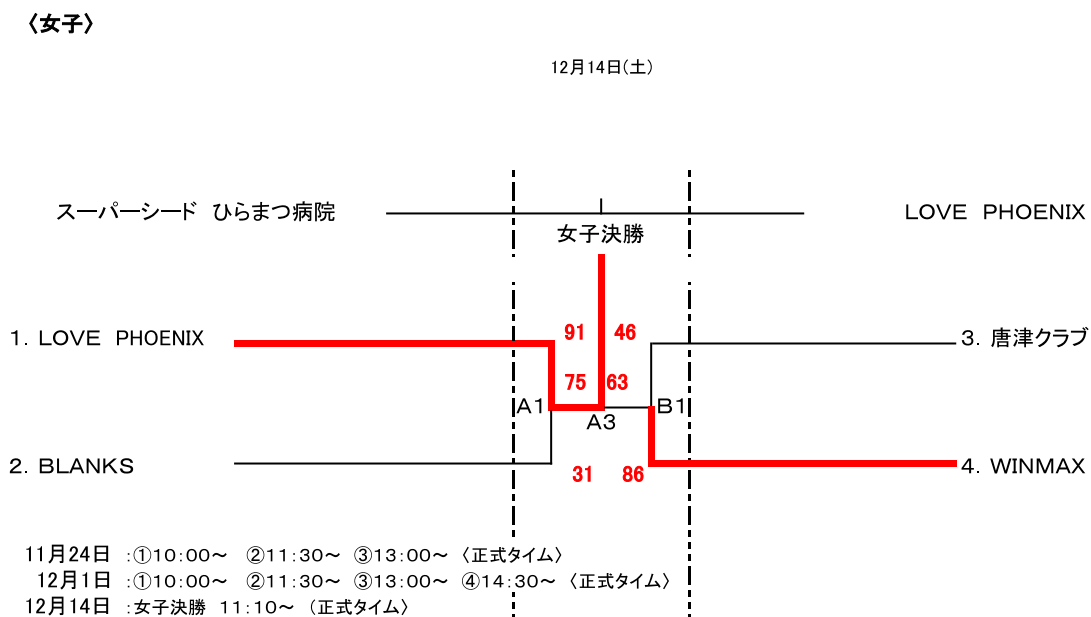 〈女子〉
12月14日(土)
スーパーシード ひらまつ病院
LOVE PHOENIX
女子決勝
91 46
1. LOVE PHOENIX
3. 唐津クラブ
75 63
A1
B1
A3
2. BLANKS
31 86
4. WINMAX
11月24日 :①10:00～ ②11:30～ ③13:00～ 〈正式タイム〉
12月1日 :①10:00～ ②11:30～ ③13:00～ ④14:30～ 〈正式タイム〉
12月14日 :女子決勝 11:10～ （正式タイム〉